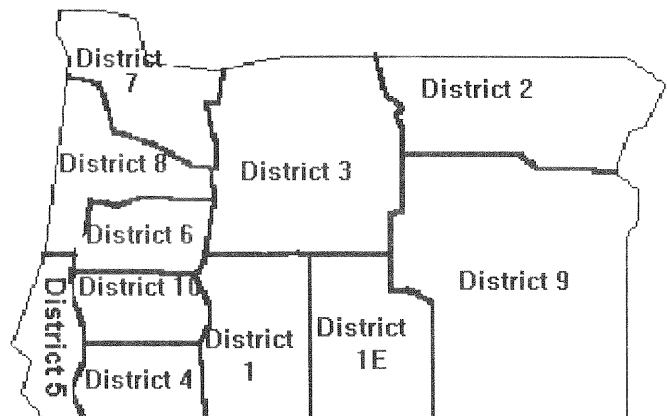 District
7
District 2
District 8
District 3
District 6
District 9
District 10
District 5
District
1
District
1E
District 4